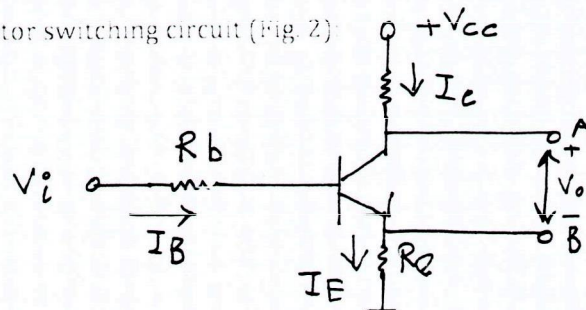 tor switching circuit (Fig. 2):
+Vcc
Ic
A
+
Rb
Vi
Vo
IB
–
B
Re
IE